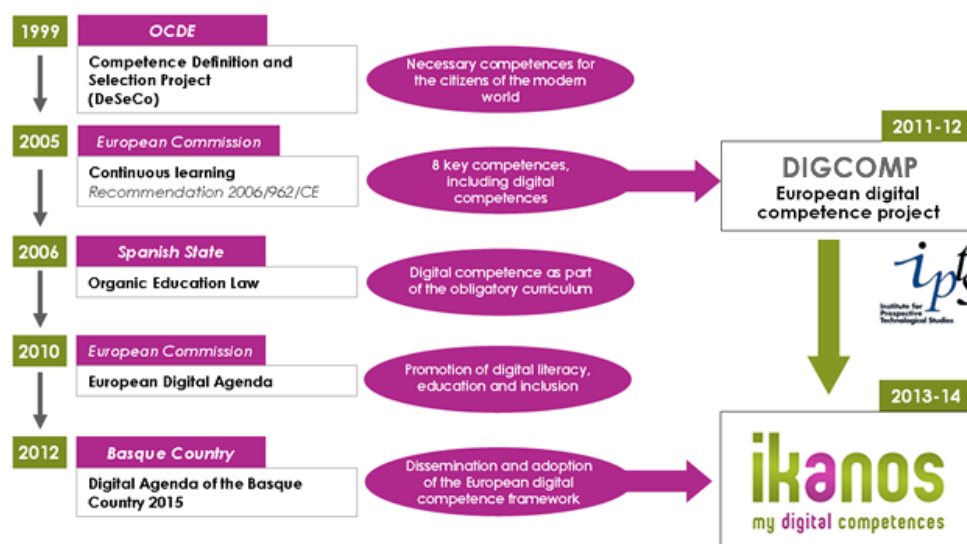 1999
OCDE
Competence Definition and
Selection Project
(DeSeCo)
Necessary competences for
the citizens of the modern
world
2005
European Commission
Continuous learning
Recommendation 2006/962/CE
8 key competences,
including digital
competences
2011-12
DIGCOMP
European digital
competence project
2006
Spanish State
Organic Education Law
Digital competence as part
of the obligatory curriculum
Institute for
Prospective
Technological Studies
2010
European Commission
European Digital Agenda
Promotion of digital literacy,
education and inclusion
2012
Basque Country
Digital Agenda of the Basque
Country 2015
Dissemination and adoption
of the European digital
competence framework
2013-14
ikanos
my digital competences